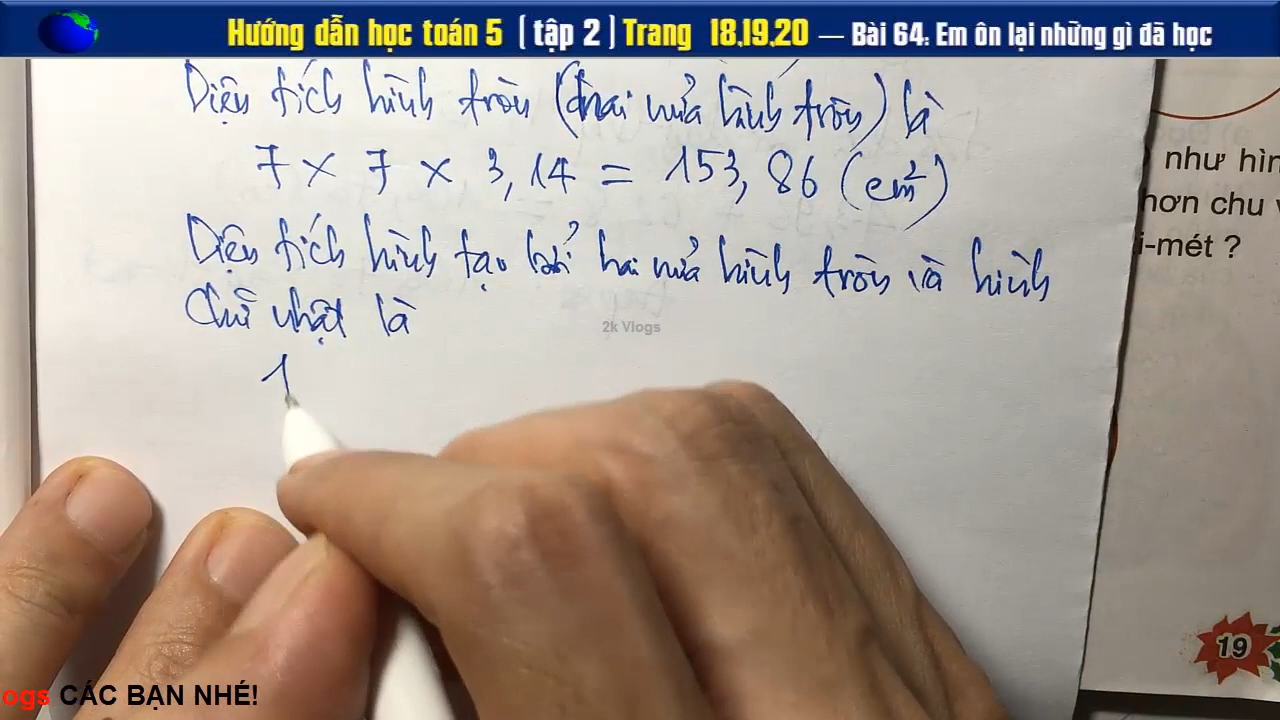 Hướng dẫn học toán 5 ( tập 2 ) Trang 18,19,20 — Bài 64: Em ôn lại những gì đã học
Diện tích hình tròn (hai nửa hình tròn) là
7 × 7 × 3,14 = 153,86 (cm²)
Diện tích hình tạo bởi hai nửa hình tròn và hình
chữ nhật là
1
2k Vlogs
như hìn
hơn chu v
i-mét ?
19
ogs CÁC BẠN NHÉ!